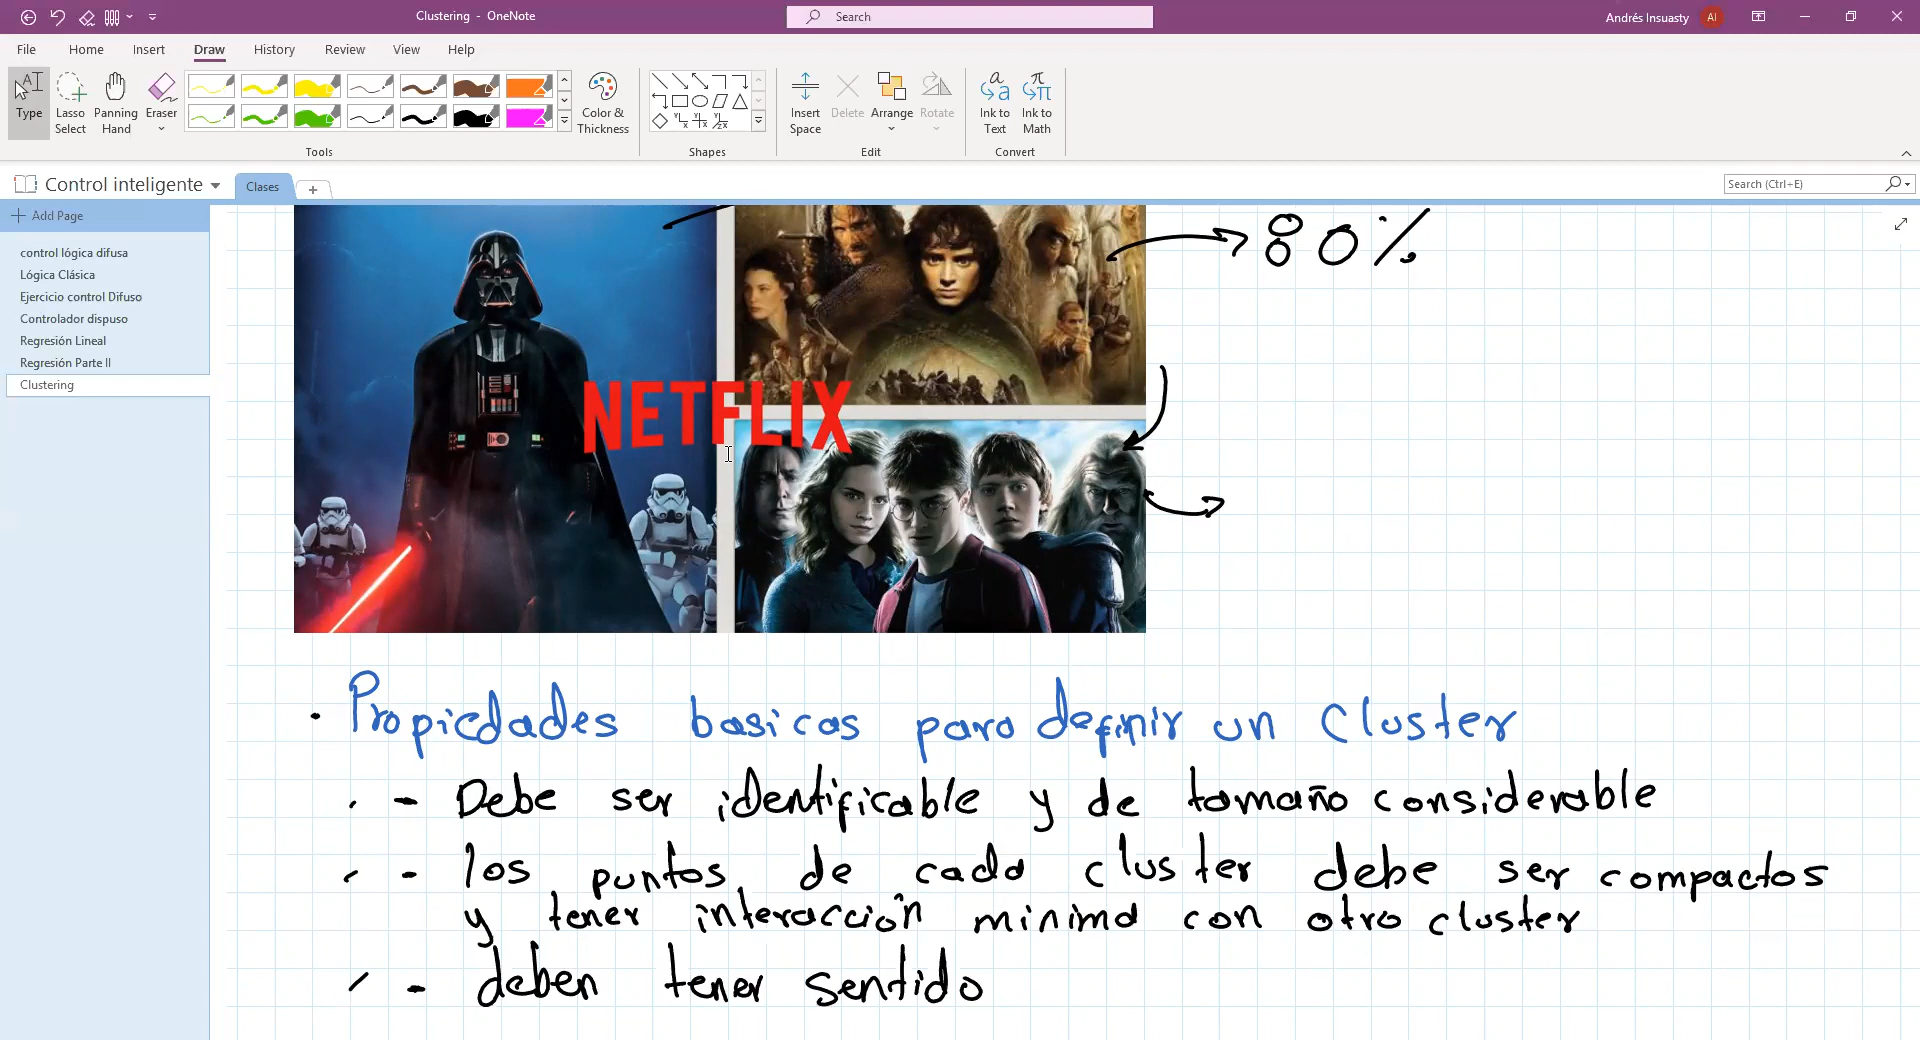 Clustering - OneNote
Search
Andrés Insuasty
AI
File Home Insert Draw History Review View Help
Type
Lasso Select
Panning Hand
Eraser
Color & Thickness
Insert Space
Delete
Arrange
Rotate
Ink to Text
Ink to Math
Tools
Shapes
Edit
Convert
Control inteligente
Clases
Search (Ctrl+E)
Add Page
control lógica difusa
Lógica Clásica
Ejercicio control Difuso
Controlador dispuso
Regresión Lineal
Regresión Parte II
Clustering
80%
NETFLIX
· Propiedades basicas para definir un Cluster
- Debe ser identificable y de tamaño considerable
- los puntos de cada cluster debe ser compactos
y tener interacción minima con otro cluster
- deben tener sentido